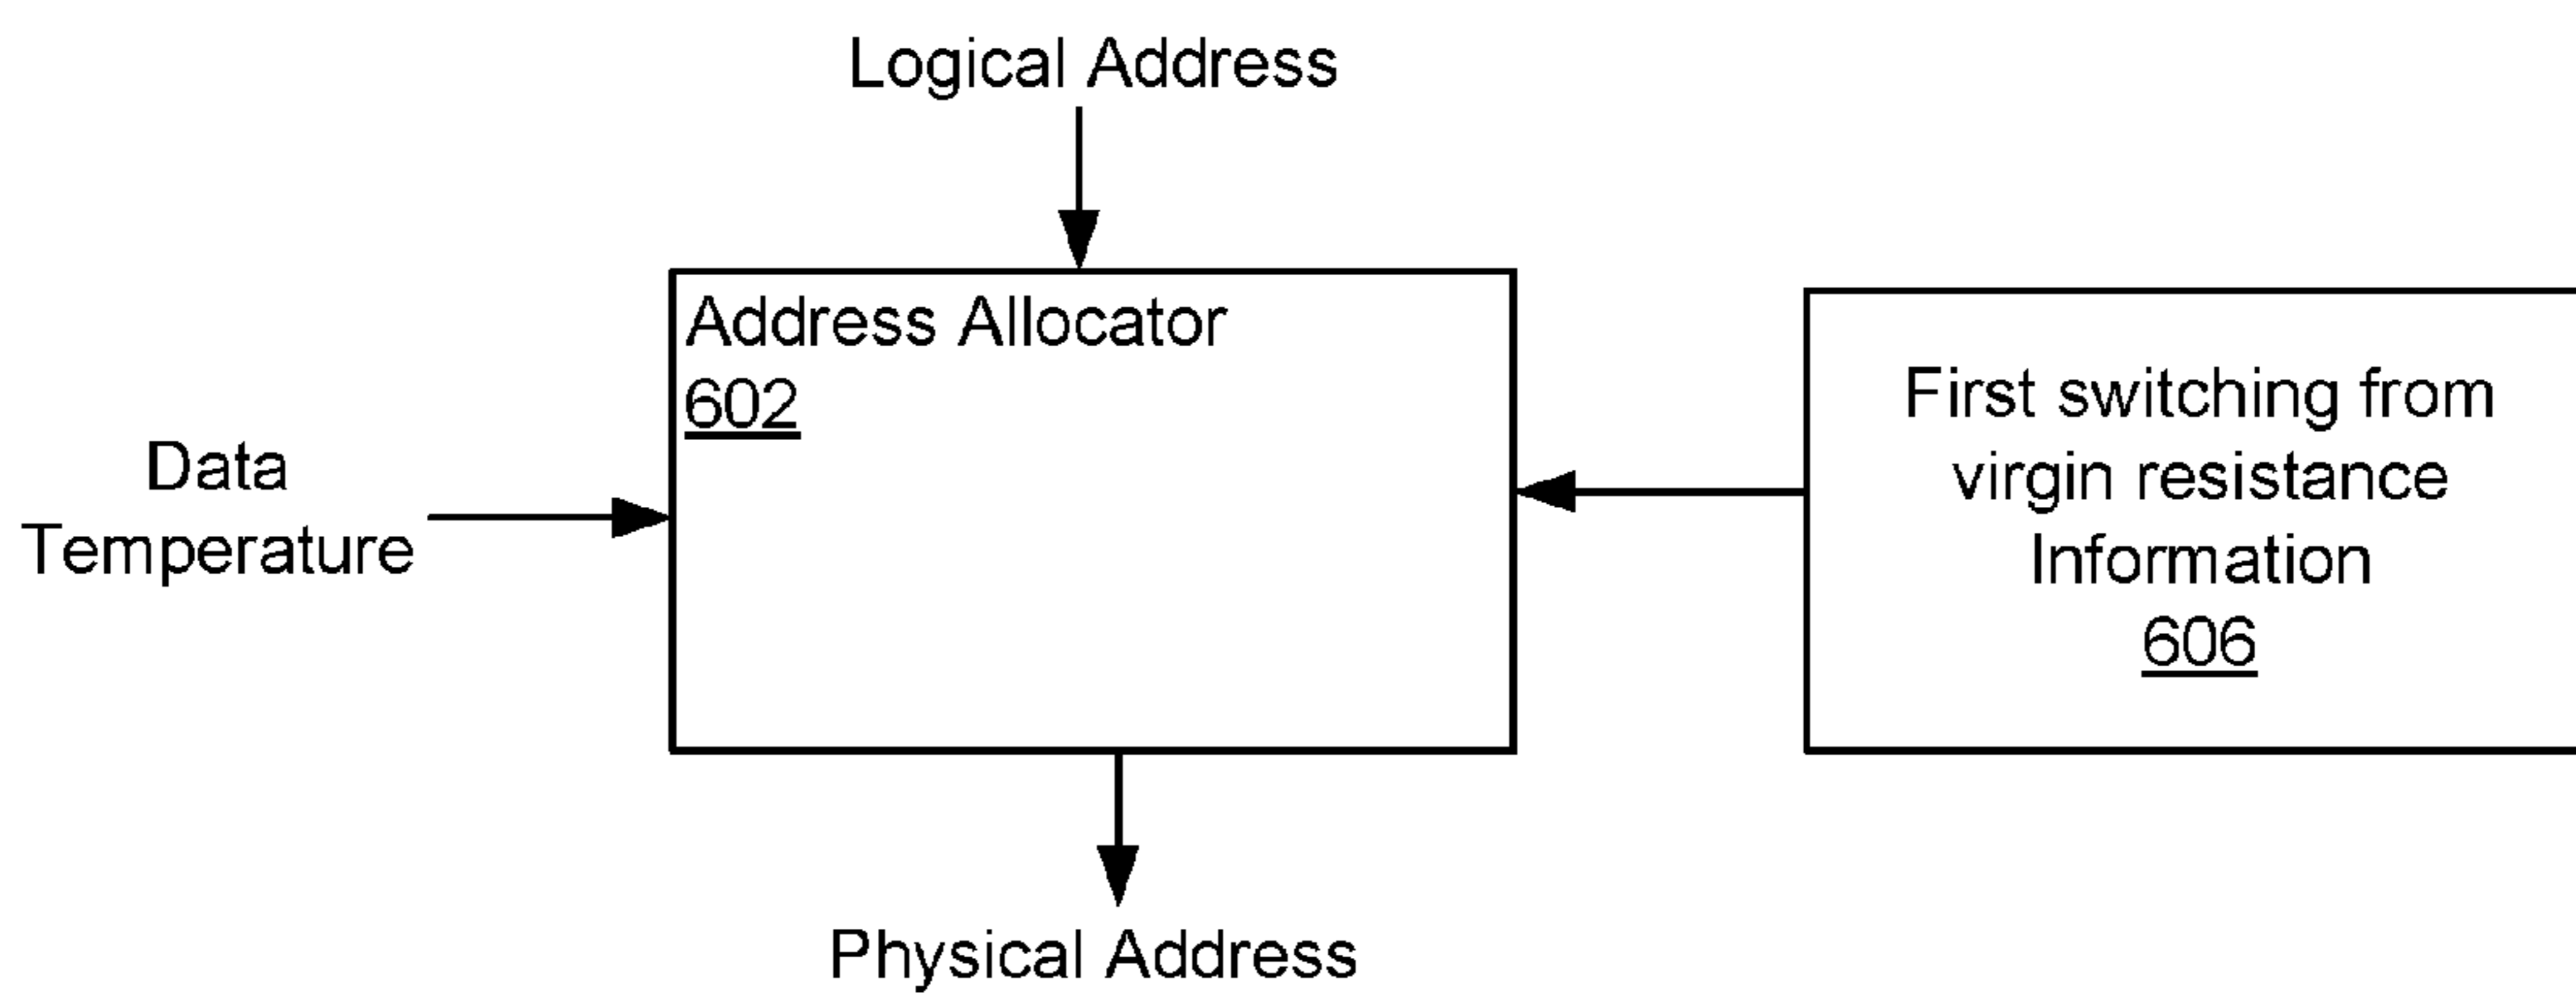 Logical Address
Address Allocator
602
Data
Temperature
First switching from
virgin resistance
Information
606
Physical Address